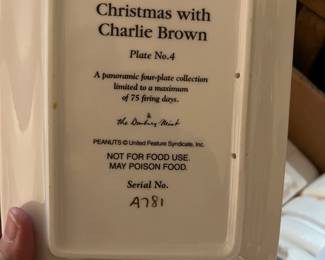 Christmas with
Charlie Brown
Plate No.4
A panoramic four-plate collection
limited to a maximum
of 75 firing days.
&
the Danbury Mint
PEANUTS © United Feature Syndicate, Inc.
NOT FOR FOOD USE.
MAY POISON FOOD.
Serial No.
A781